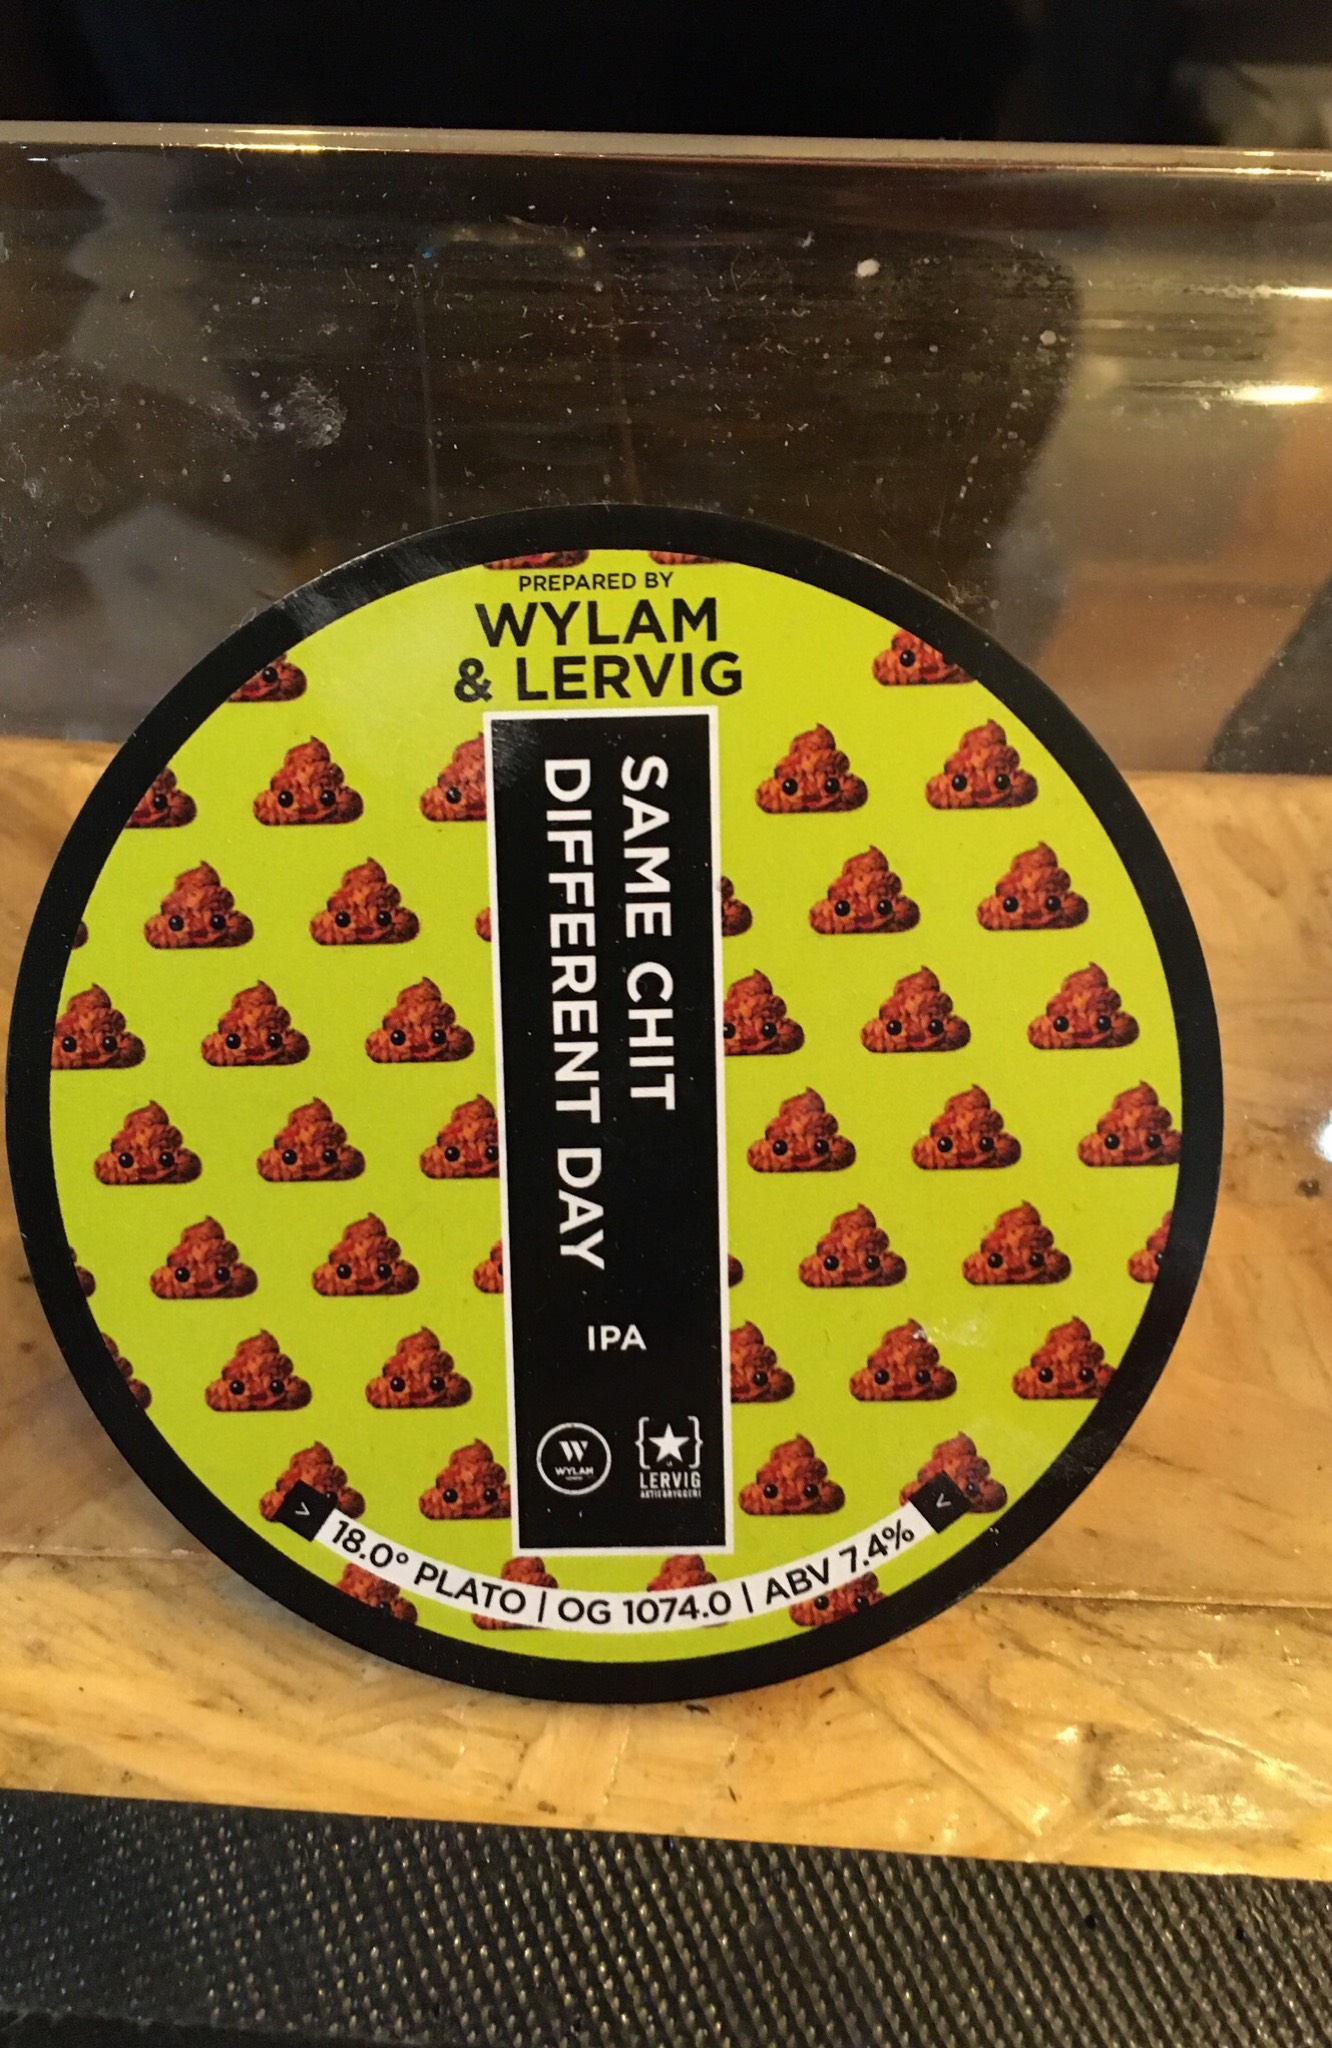 PREPARED BY
WYLAM
& LERVIG
SAME CHIT
DIFFERENT DAY
IPA
W
WYLAM
LERVIG
AKTIEBRYGGERI
> 18.0° PLATO | OG 1074.0 | ABV 7.4% <